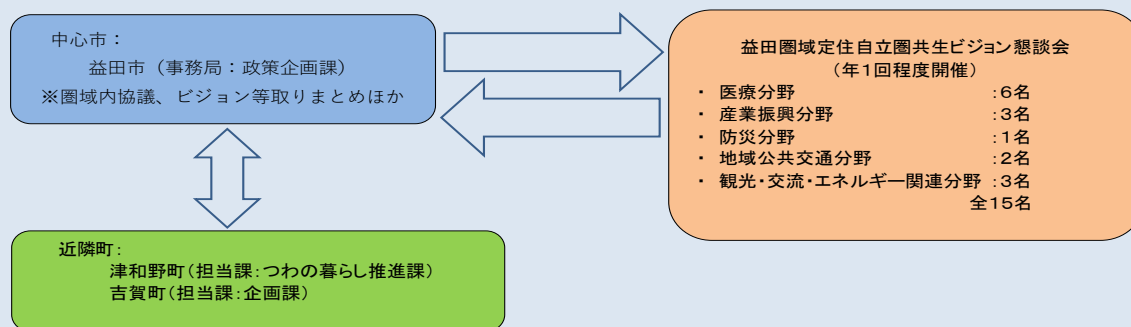 中心市：
益田市（事務局：政策企画課）
※圏域内協議、ビジョン等取りまとめほか
益田圏域定住自立圏共生ビジョン懇談会
（年１回程度開催）
・ 医療分野 :６名
・ 産業振興分野 :３名
・ 防災分野 :１名
・ 地域公共交通分野 :２名
・ 観光・交流・エネルギー関連分野 :３名
全１５名
近隣町:
津和野町(担当課:つわの暮らし推進課)
吉賀町(担当課:企画課)